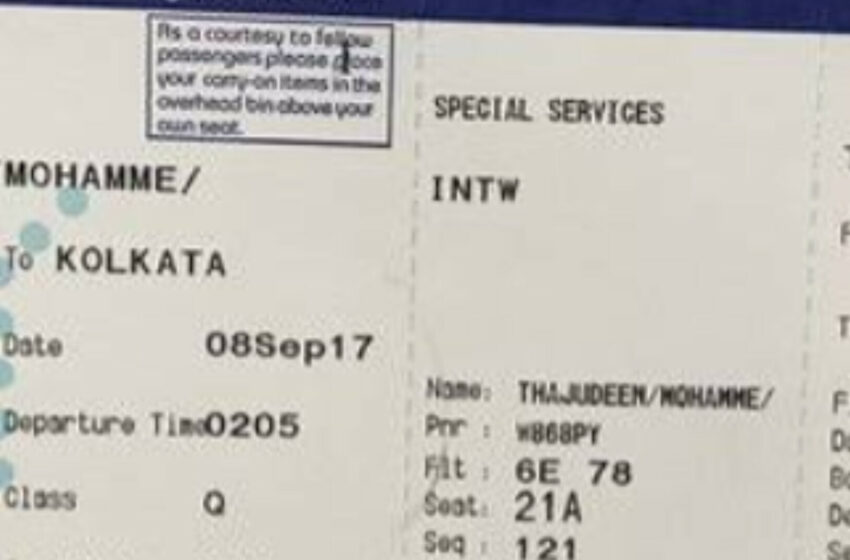 As a courtesy to fellow
passengers please place
your carry-on items in the
overhead bin above your
own seat.
MOHAMME/
To KOLKATA
Date 08Sep17
Departure Time0205
Class Q
SPECIAL SERVICES
INTW
Name: THAJUDEEN/MOHAMME/
Pnr : W868PY
Flt : 6E 78
Seat: 21A
Seq : 121